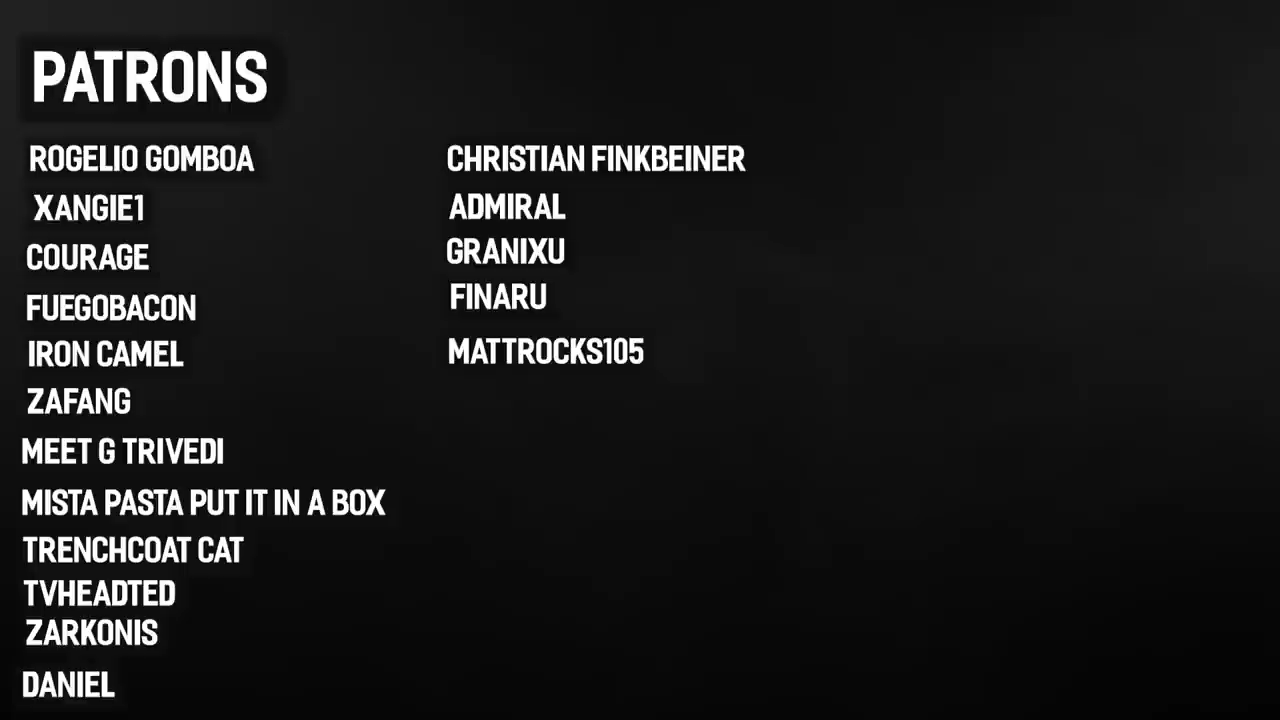 PATRONS
ROGELIO GOMBOA
XANGIE1
COURAGE
FUEGOBACON
IRON CAMEL
ZAFANG
MEET G TRIVEDI
MISTA PASTA PUT IT IN A BOX
TRENCHCOAT CAT
TVHEADTED
ZARKONIS
DANIEL
CHRISTIAN FINKBEINER
ADMIRAL
GRANIXU
FINARU
MATTROCKS105